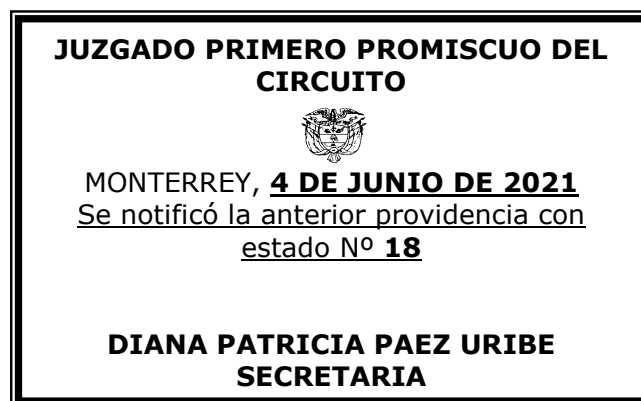 JUZGADO PRIMERO PROMISCUO DEL
CIRCUITO
MONTERREY, 4 DE JUNIO DE 2021
Se notificó la anterior providencia con
estado Nº 18
DIANA PATRICIA PAEZ URIBE
SECRETARIA